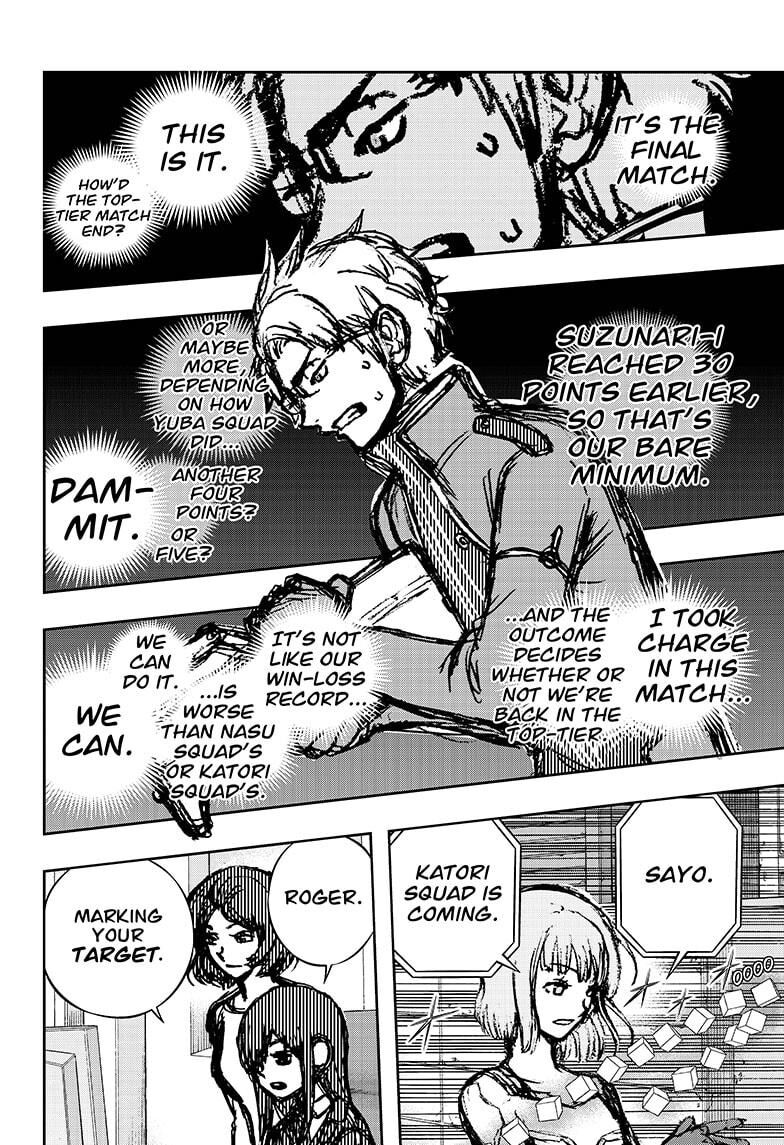 IT'S THE
FINAL
MATCH.
THIS
IS IT.
HOW'D
THE TOP-
TIER MATCH
END?
SUZUNARI-1
REACHED 30
POINTS EARLIER,
SO THAT'S
OUR BARE
MINIMUM.
OR
MAYBE
MORE,
DEPENDING
ON HOW
YUBA SQUAD
DID...
ANOTHER
FOUR
POINTS?
OR
FIVE?
DAM-
MIT.
I TOOK
CHARGE
IN THIS
MATCH...
...AND THE
OUTCOME
DECIDES
WHETHER OR
NOT WE'RE
BACK IN THE
TOP-TIER
IT'S NOT
LIKE OUR
WIN-LOSS
RECORD...
...IS
WORSE
THAN NASU
SQUAD'S
OR KATORI
SQUAD'S.
WE
CAN
DO IT.
WE
CAN.
SAYO.
KATORI
SQUAD IS
COMING.
OOOO
ROGER.
MARKING
YOUR
TARGET.